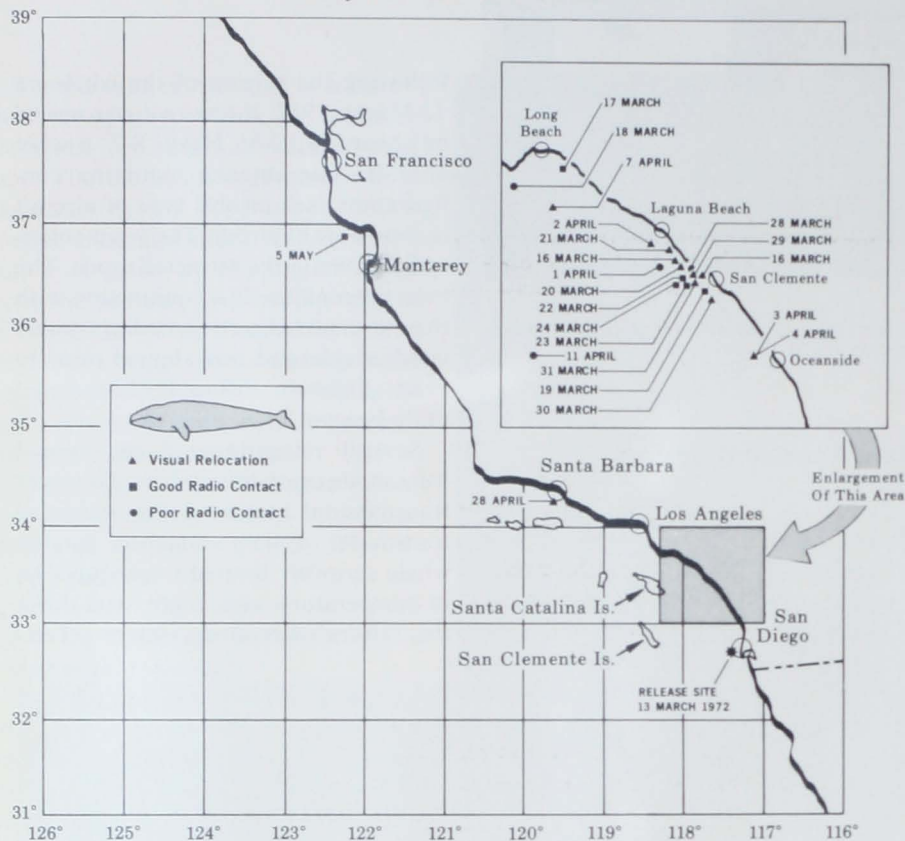 39°
38°
37°
36°
35°
34°
33°
32°
31°
126°
125°
124°
123°
122°
121°
120°
119°
118°
117°
116°
San Francisco
5 MAY
Monterey
Visual Relocation
Good Radio Contact
Poor Radio Contact
Santa Barbara
28 APRIL
Los Angeles
Santa Catalina Is.
San Clemente Is.
San
Diego
RELEASE SITE
13 MARCH 1972
Enlargement
Of This Area
Long
Beach
17 MARCH
18 MARCH
7 APRIL
Laguna Beach
2 APRIL
21 MARCH
16 MARCH
1 APRIL
20 MARCH
22 MARCH
24 MARCH
23 MARCH
11 APRIL
31 MARCH
19 MARCH
30 MARCH
28 MARCH
29 MARCH
16 MARCH
San Clemente
3 APRIL
4 APRIL
Oceanside